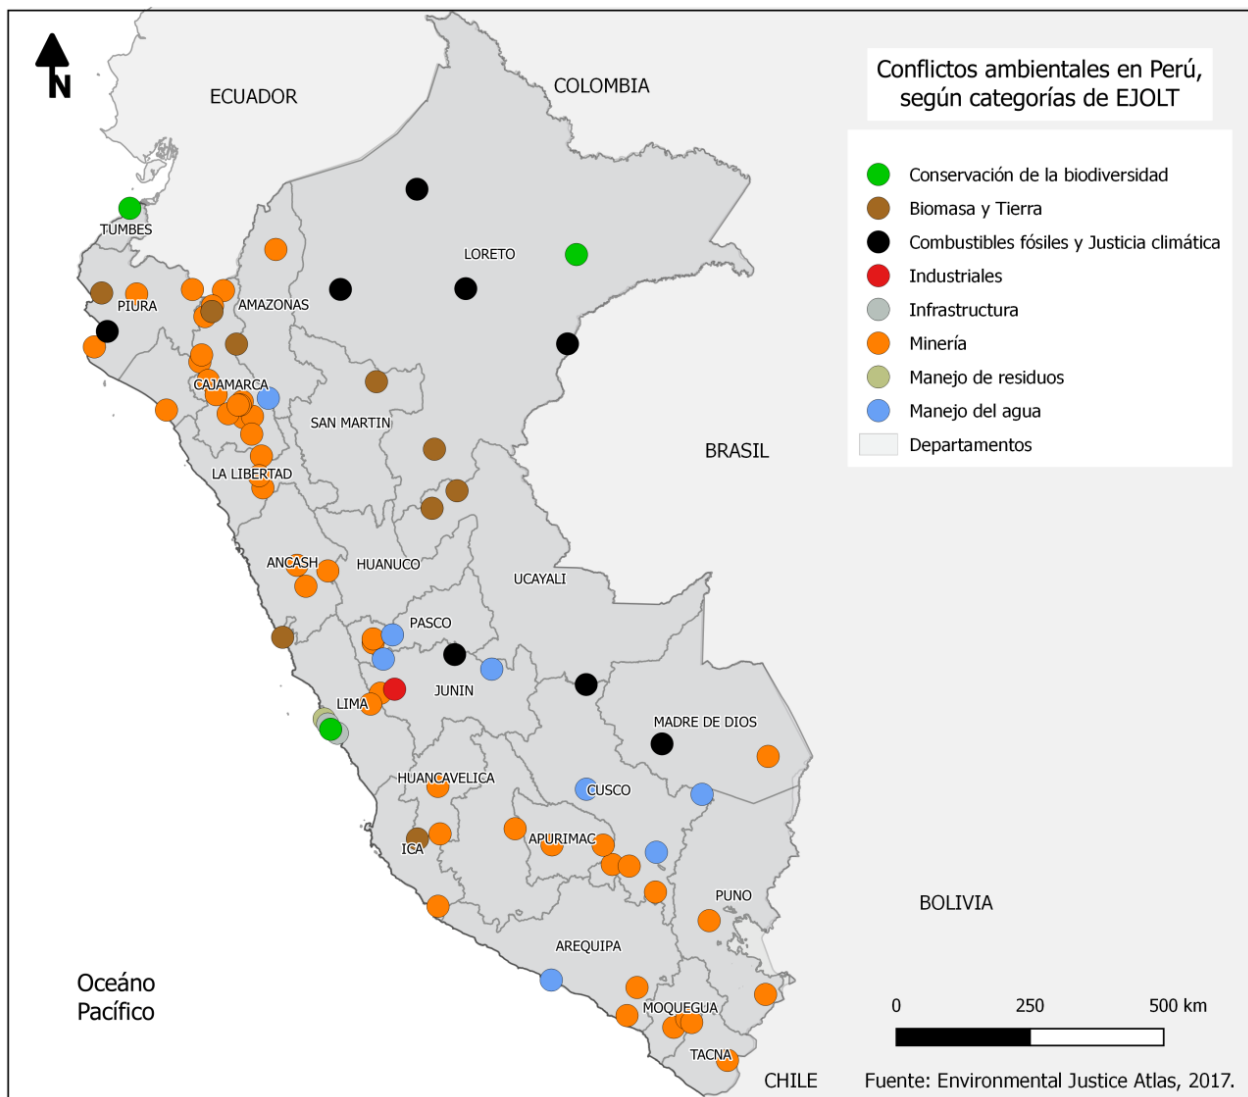 Conflictos ambientales en Perú,
según categorías de EJOLT
Conservación de la biodiversidad
Biomasa y Tierra
Combustibles fósiles y Justicia climática
Industriales
Infrastructura
Minería
Manejo de residuos
Manejo del agua
Departamentos
N
ECUADOR
COLOMBIA
TUMBES
LORETO
PIURA
AMAZONAS
CAJAMARCA
SAN MARTIN
BRASIL
LA LIBERTAD
ANCASH
HUANUCO
UCAYALI
PASCO
JUNIN
LIMA
MADRE DE DIOS
HUANCAVELICA
CUSCO
APURIMAC
ICA
PUNO
BOLIVIA
AREQUIPA
Oceáno
Pacífico
MOQUEGUA
TACNA
CHILE
0 250 500 km
Fuente: Environmental Justice Atlas, 2017.